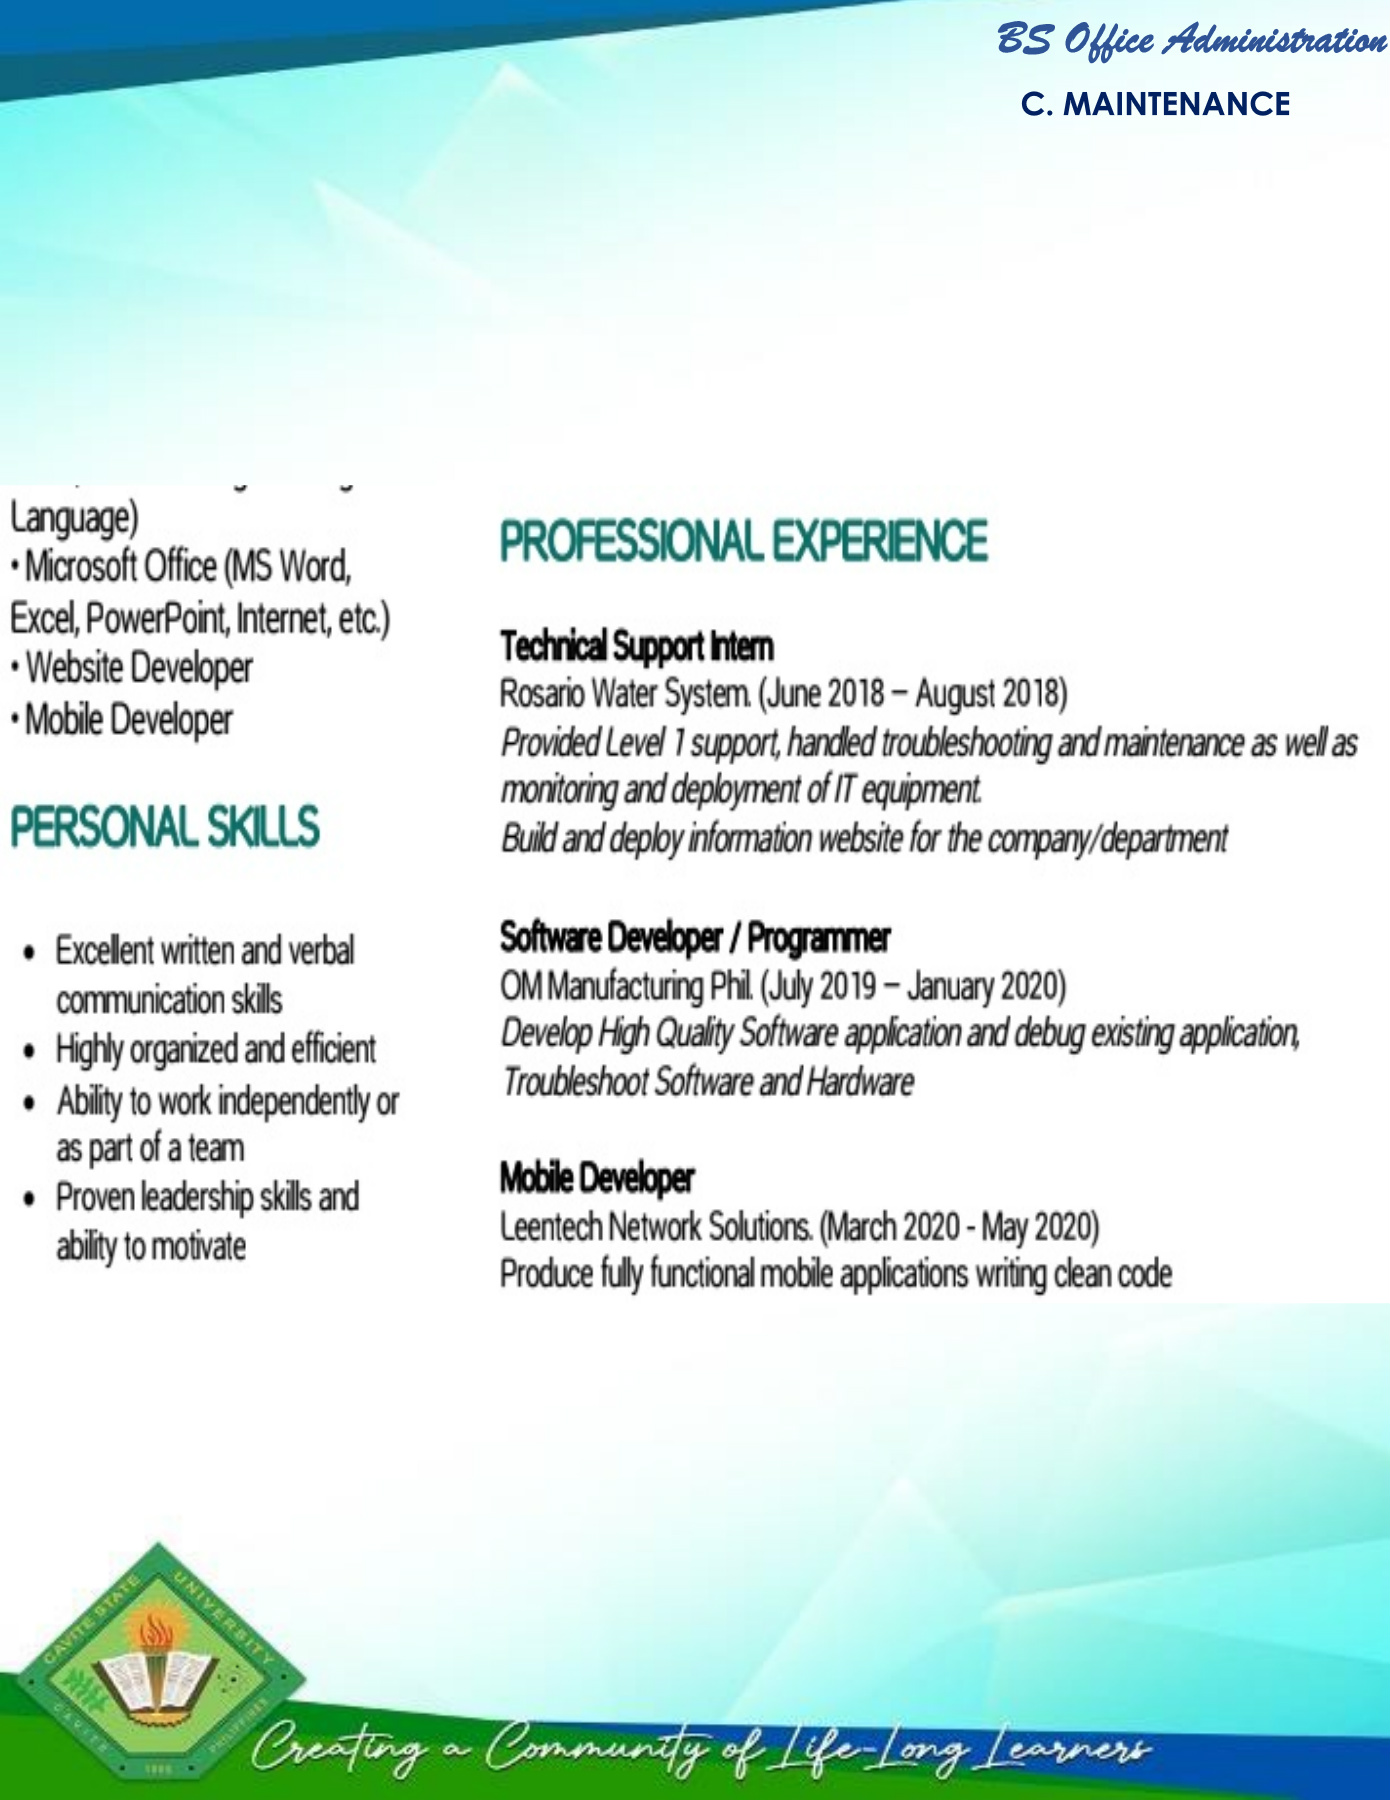 BS Office Administration
C. MAINTENANCE
Language)
• Microsoft Office (MS Word,
Excel, PowerPoint, Internet, etc.)
• Website Developer
• Mobile Developer
PERSONAL SKILLS
• Excellent written and verbal
communication skills
• Highly organized and efficient
• Ability to work independently or
as part of a team
• Proven leadership skills and
ability to motivate
PROFESSIONAL EXPERIENCE
Technical Support Intern
Rosario Water System. (June 2018 – August 2018)
Provided Level 1 support, handled troubleshooting and maintenance as well as
monitoring and deployment of IT equipment.
Build and deploy information website for the company/department
Software Developer / Programmer
OM Manufacturing Phil. (July 2019 – January 2020)
Develop High Quality Software application and debug existing application,
Troubleshoot Software and Hardware
Mobile Developer
Leentech Network Solutions. (March 2020 - May 2020)
Produce fully functional mobile applications writing clean code
CAVITE STATE UNIVERSITY
CAVITE
PHILIPPINES
1906
Creating a Community of Life-Long Learners